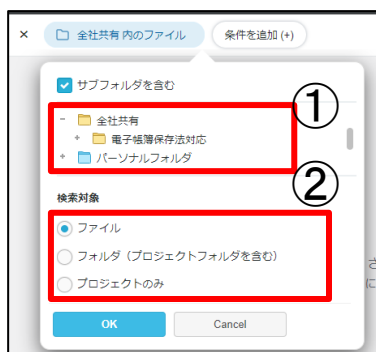 × 全社共有 内のファイル 条件を追加 (+)
サブフォルダを含む
①
全社共有
電子帳簿保存法対応
パーソナルフォルダ
②
検索対象
ファイル
フォルダ（プロジェクトフォルダを含む）
プロジェクトのみ
OK Cancel